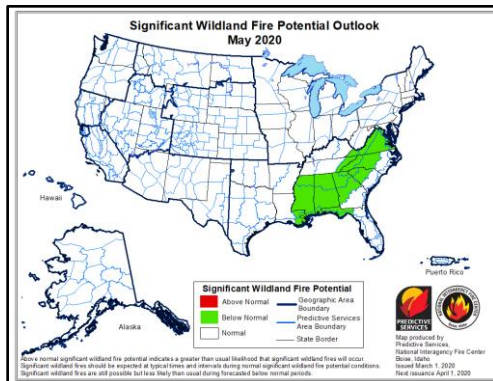 Significant Wildland Fire Potential Outlook
May 2020
Hawaii
Alaska
Puerto Rico
Significant Wildland Fire Potential
Above Normal
Below Normal
Normal
Geographic Area
Boundary
Predictive Services
Area Boundary
State Border
PREDICTIVE
SERVICES
Map produced by
Predictive Services,
National Interagency Fire Center
Boise, Idaho
Issued March 1, 2020
Next issuance April 1, 2020
Above normal significant wildland fire potential indicates a greater than usual likelihood that significant wildland fires will occur.
Significant wildland fires should be expected at typical times and intervals during normal significant wildland fire potential conditions.
Significant wildland fires are still possible but less likely than usual during forecasted below normal periods.